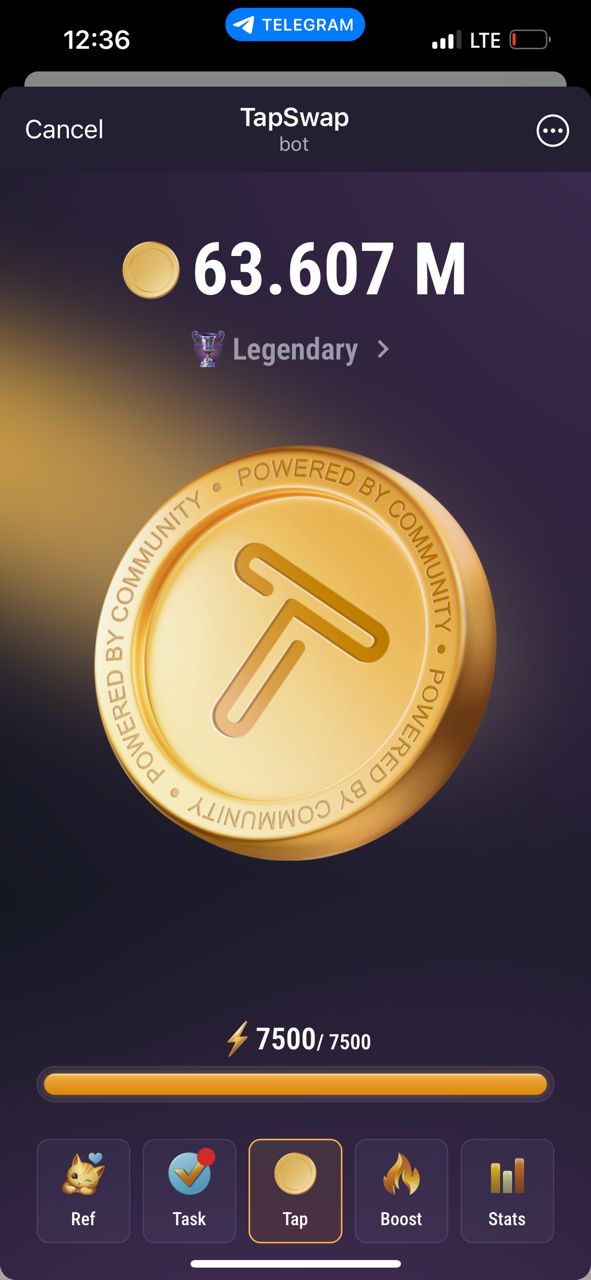 12:36 TELEGRAM LTE
Cancel TapSwap
bot
63.607 M
Legendary
POWERED BY COMMUNITY • POWERED BY COMMUNITY • POWERED BY COMMUNITY •
7500/ 7500
Ref Task Tap Boost Stats